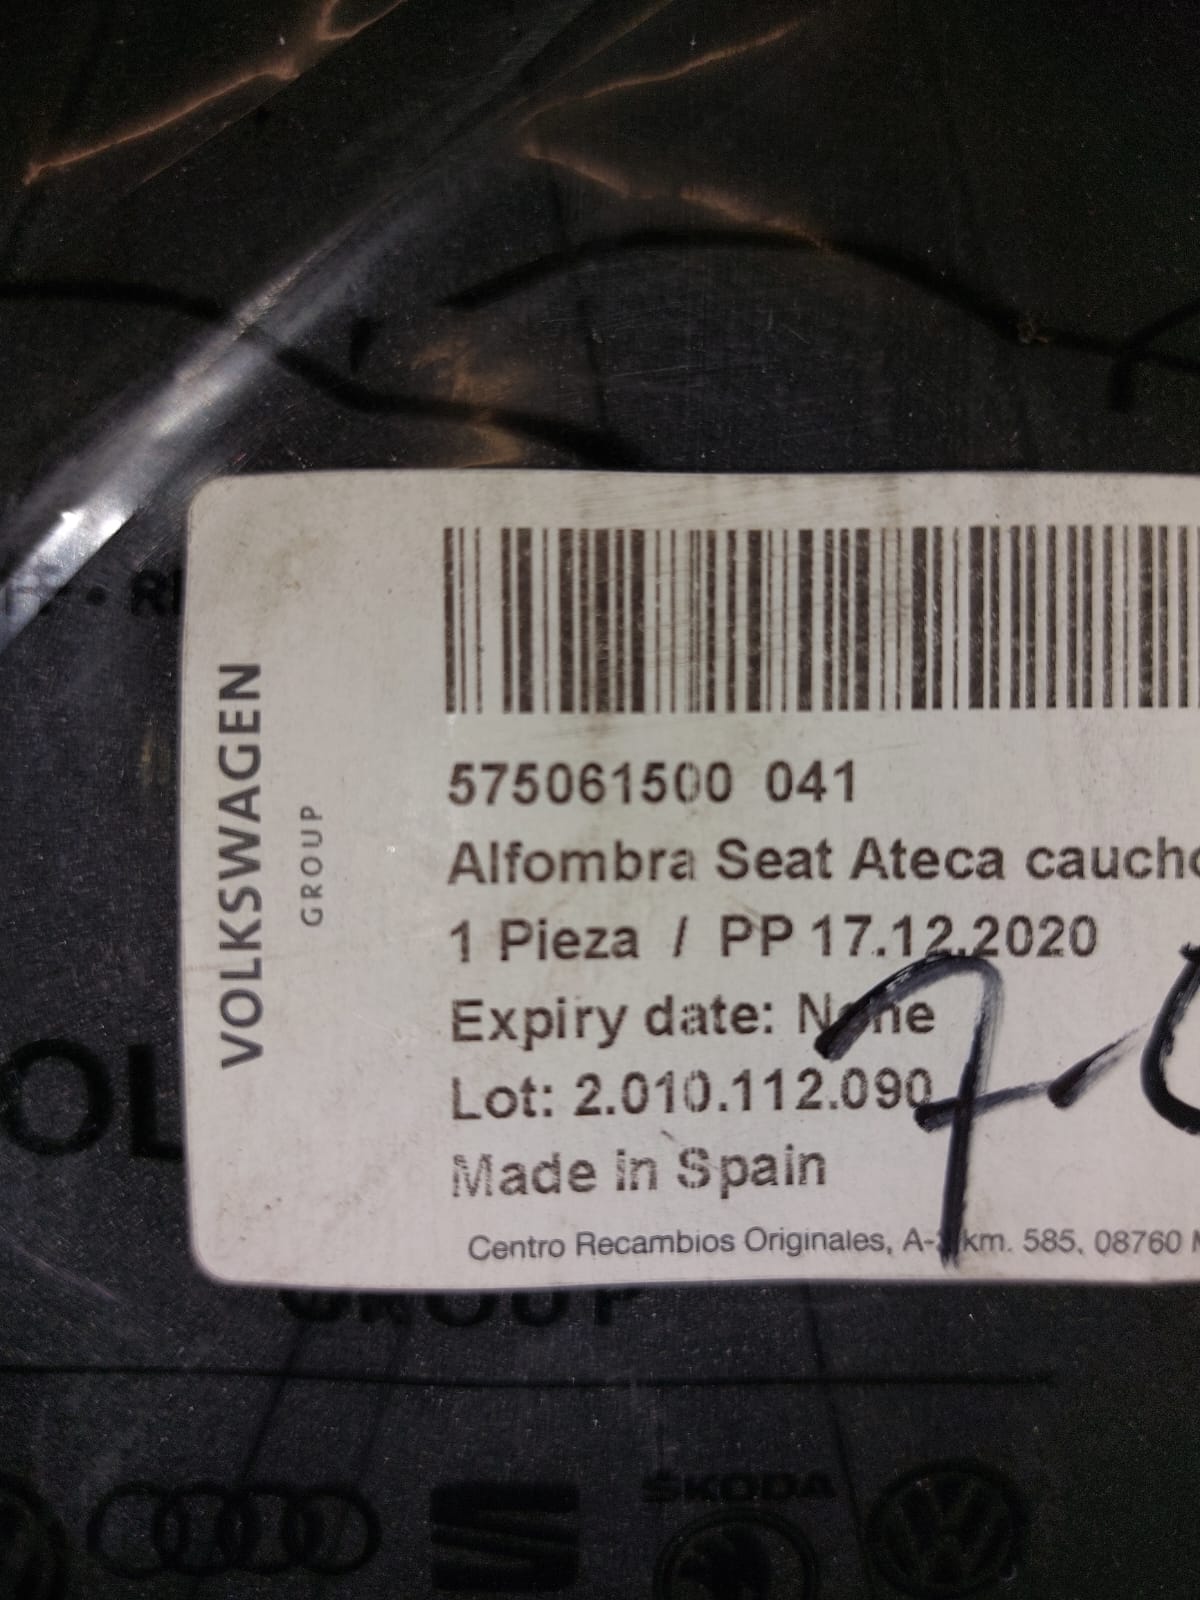 VOLKSWAGEN
GROUP
575061500 041
Alfombra Seat Ateca caucho
1 Pieza / PP 17.12.2020
Expiry date: None
Lot: 2.010.112.090
Made in Spain
Centro Recambios Originales, A-2 km. 585, 08760 M
GROUP
ŠKODA